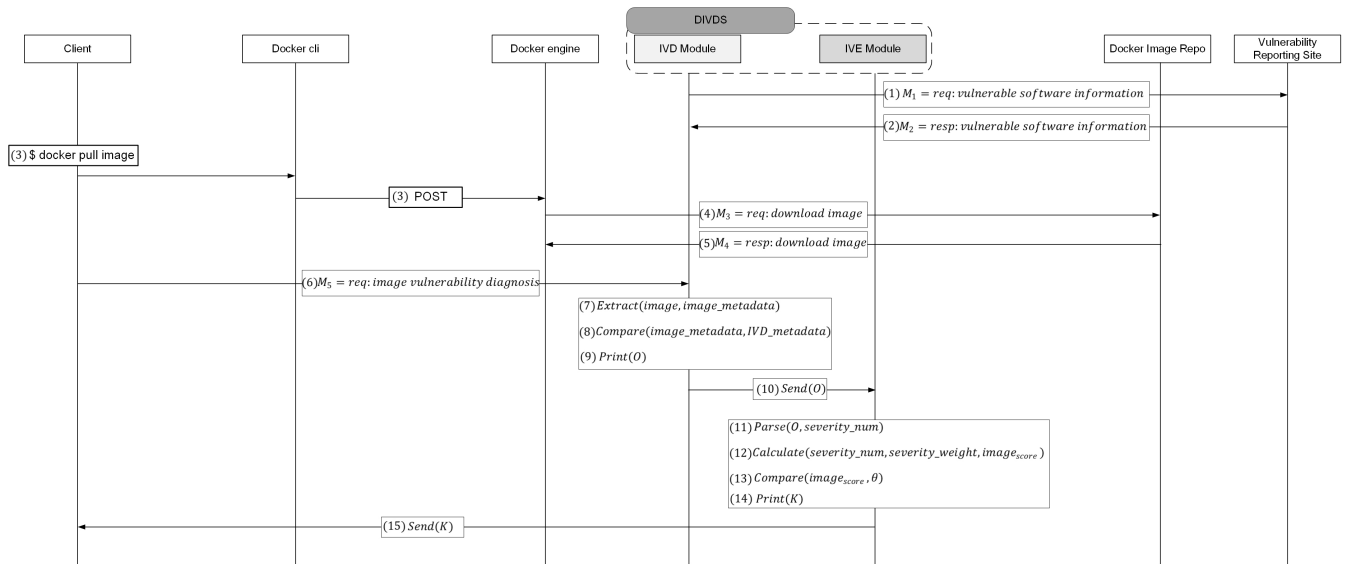 DIVDS
Client
Docker cli
Docker engine
IVD Module
IVE Module
Docker Image Repo
Vulnerability
Reporting Site
(1) M₁ = req: vulnerable software information
(2)M₂ = resp: vulnerable software information
(3) $ docker pull image
(3) POST
(4)M₃ = req: download image
(5)M₄ = resp: download image
(6)M₅ = req: image vulnerability diagnosis
(7)Extract(image, image_metadata)
(8)Compare(image_metadata, IVD_metadata)
(9) Print(O)
(10) Send(O)
(11) Parse(O, severity_num)
(12)Calculate(severity_num, severity_weight, image_score)
(13) Compare(image_score, θ)
(14) Print(K)
(15) Send(K)